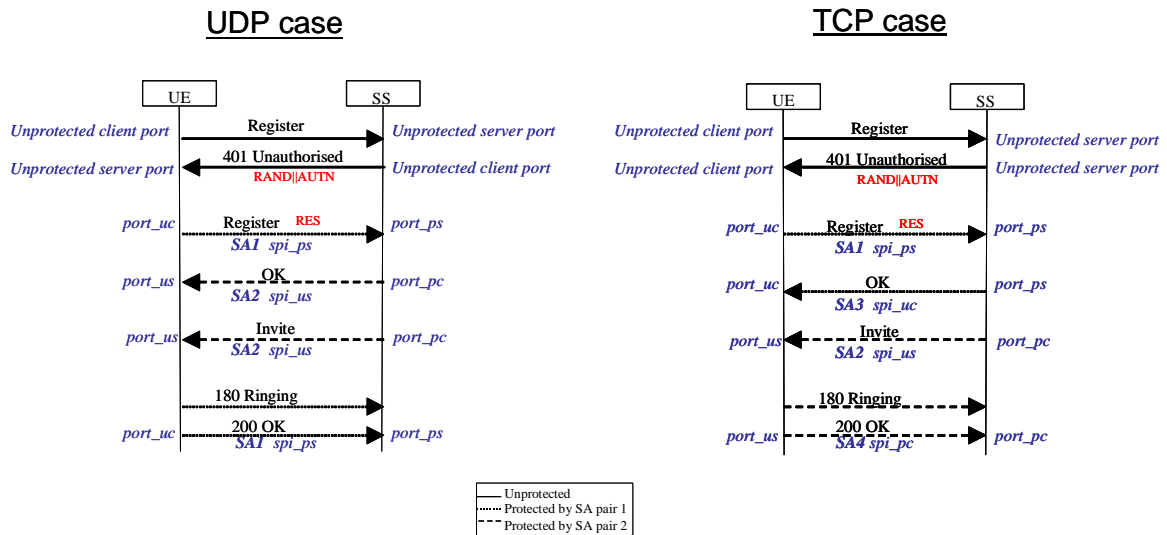 UDP case
UE
SS
Unprotected client port
Register
Unprotected server port
Unprotected server port
401 Unauthorised
RAND||AUTN
Unprotected client port
port_uc
Register RES
SA1 spi_ps
port_ps
port_us
OK
SA2 spi_us
port_pc
port_us
Invite
SA2 spi_us
port_pc
180 Ringing
port_uc
200 OK
SA1 spi_ps
port_ps
TCP case
UE
SS
Unprotected client port
Register
Unprotected server port
Unprotected client port
401 Unauthorised
RAND||AUTN
Unprotected server port
port_uc
Register RES
SA1 spi_ps
port_ps
port_uc
OK
SA3 spi_uc
port_ps
port_us
Invite
SA2 spi_us
port_pc
180 Ringing
port_us
200 OK
SA4 spi_pc
port_pc
Unprotected
Protected by SA pair 1
Protected by SA pair 2